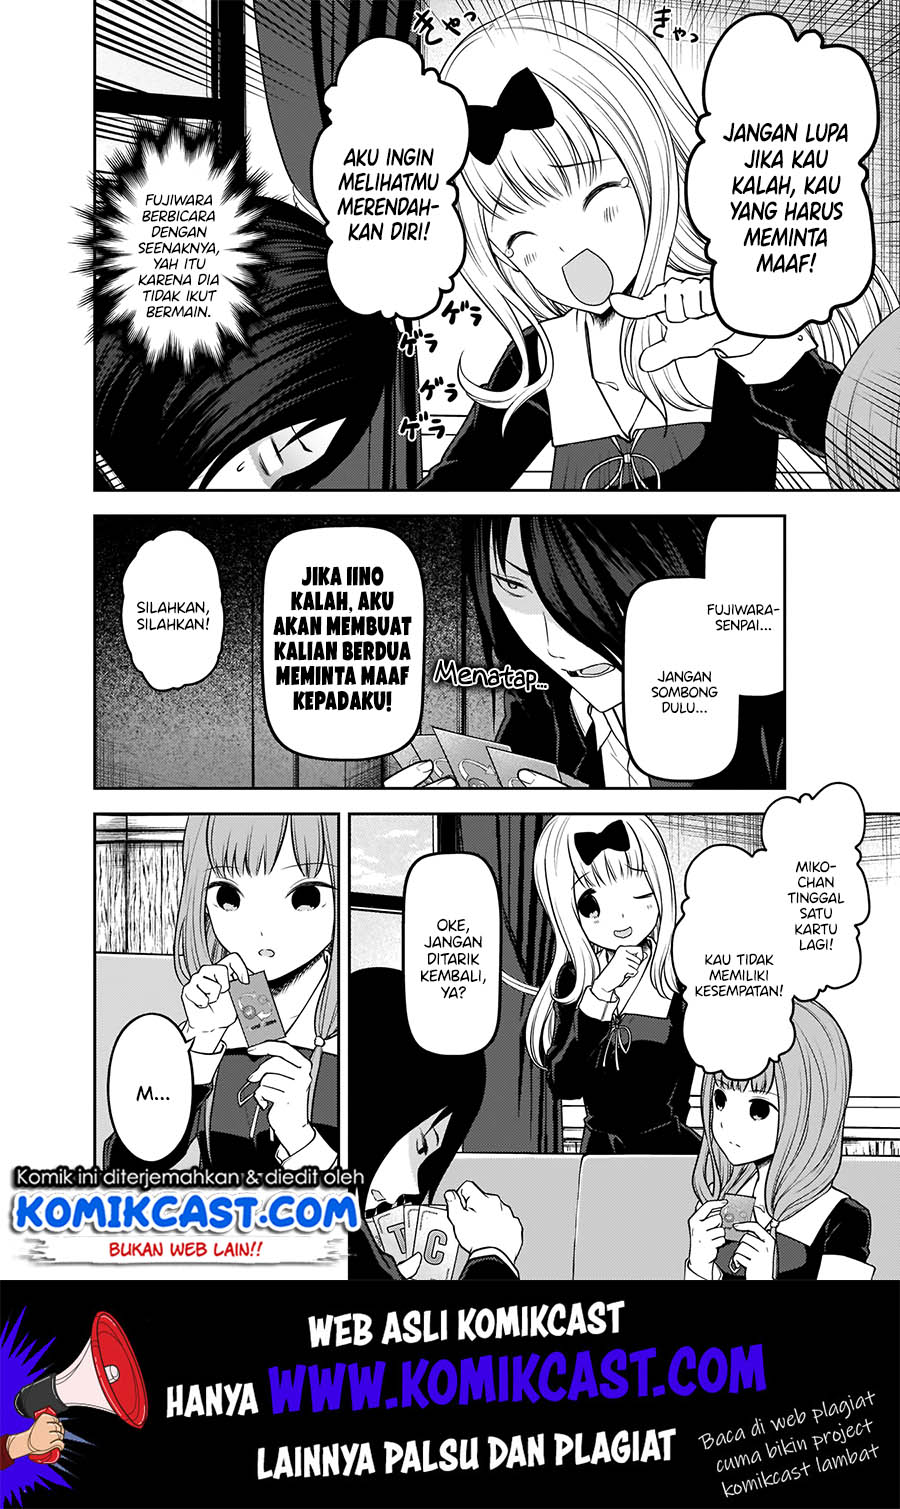 きゃっ
きゃっ
JANGAN LUPA
JIKA KAU
KALAH, KAU
YANG HARUS
MEMINTA
MAAF!
AKU INGIN
MELIHATMU
MERENDAH-
KAN DIRI!
FUJIWARA
BERBICARA
DENGAN
SEENAKNYA,
YAH ITU
KARENA DIA
TIDAK IKUT
BERMAIN.
ゲラ
ゲラ
ゲラ
ゲラ
FUJIWARA-
SENPAI...
JANGAN
SOMBONG
DULU...
Menatap...
JIKA IINO
KALAH, AKU
AKAN MEMBUAT
KALIAN BERDUA
MEMINTA MAAF
KEPADAKU!
SILAHKAN,
SILAHKAN!
MIKO-
CHAN
TINGGAL
SATU
KARTU
LAGI!
KAU TIDAK
MEMILIKI
KESEMPATAN!
OKE,
JANGAN
DITARIK
KEMBALI,
YA?
T
C
M...
Komik ini diterjemahkan & diedit oleh
KOMIKCAST.COM
BUKAN WEB LAIN!!
WEB ASLI KOMIKCAST
HANYA WWW.KOMIKCAST.COM
LAINNYA PALSU DAN PLAGIAT
Baca di web plagiat
cuma bikin project
komikcast lambat